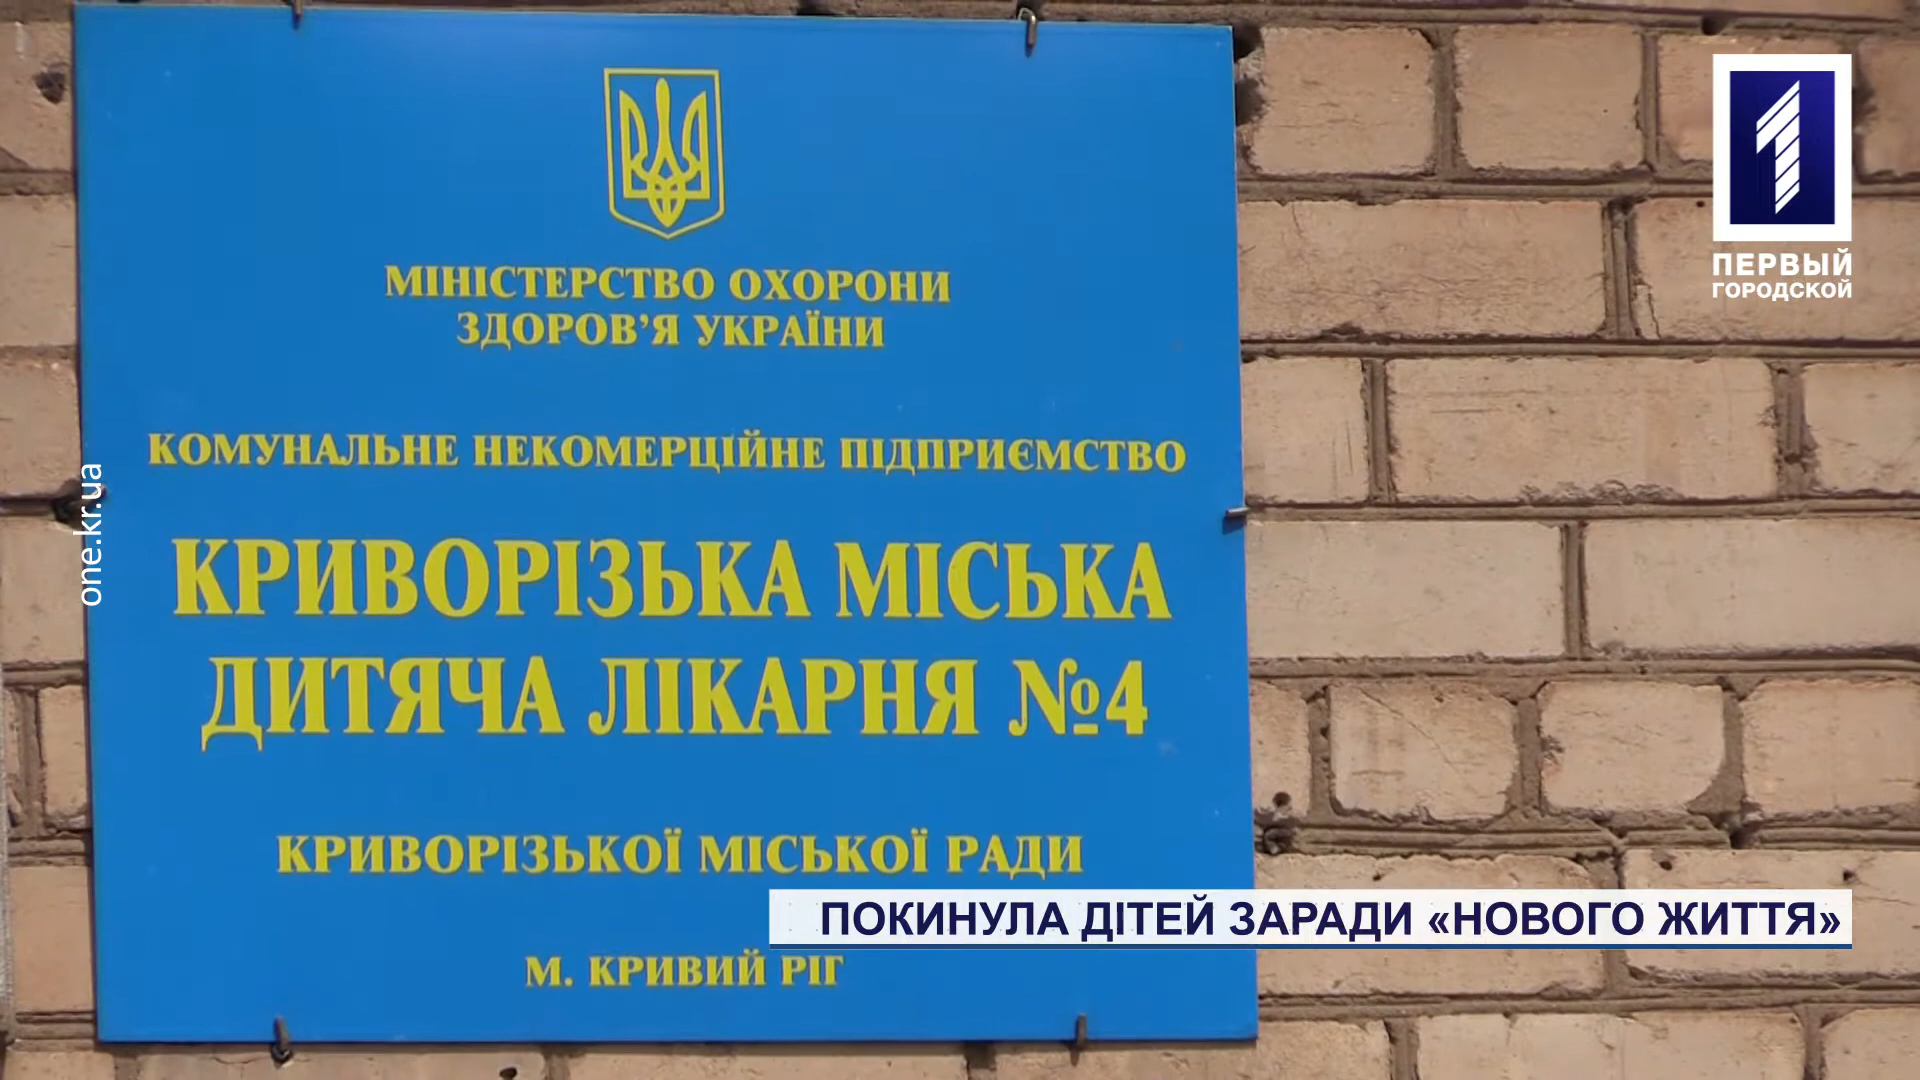 МІНІСТЕРСТВО ОХОРОНИ
ЗДОРОВ’Я УКРАЇНИ
КОМУНАЛЬНЕ НЕКОМЕРЦІЙНЕ ПІДПРИЄМСТВО
КРИВОРІЗЬКА МІСЬКА
ДИТЯЧА ЛІКАРНЯ №4
КРИВОРІЗЬКОЇ МІСЬКОЇ РАДИ
М. КРИВИЙ РІГ
one.kr.ua
1
ПЕРВЫЙ
ГОРОДСКОЙ
ПОКИНУЛА ДІТЕЙ ЗАРАДИ «НОВОГО ЖИТТЯ»